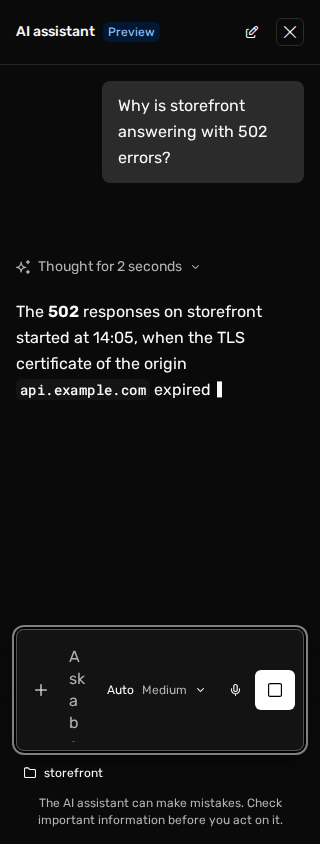 AI assistant Preview
Why is storefront
answering with 502
errors?
Thought for 2 seconds
The 502 responses on storefront
started at 14:05, when the TLS
certificate of the origin
api.example.com expired
A
sk
a
b
Auto Medium
storefront
The AI assistant can make mistakes. Check
important information before you act on it.